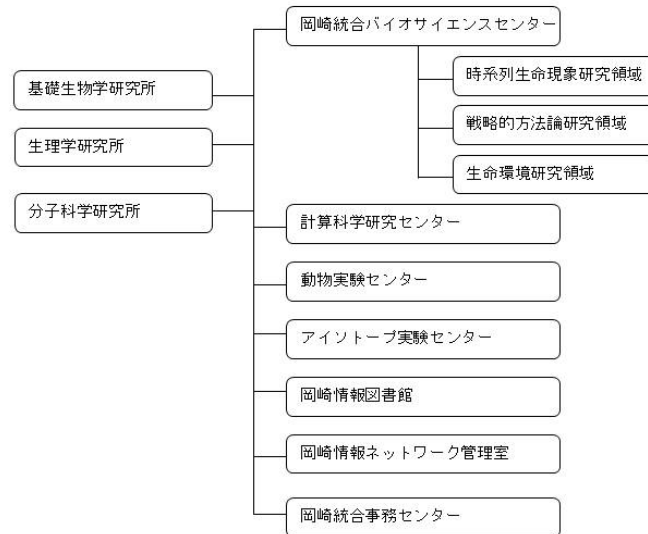 岡崎統合バイオサイエンスセンター
時系列生命現象研究領域
戦略的方法論研究領域
生命環境研究領域
基礎生物学研究所
生理学研究所
分子科学研究所
計算科学研究センター
動物実験センター
アイソトープ実験センター
岡崎情報図書館
岡崎情報ネットワーク管理室
岡崎統合事務センター